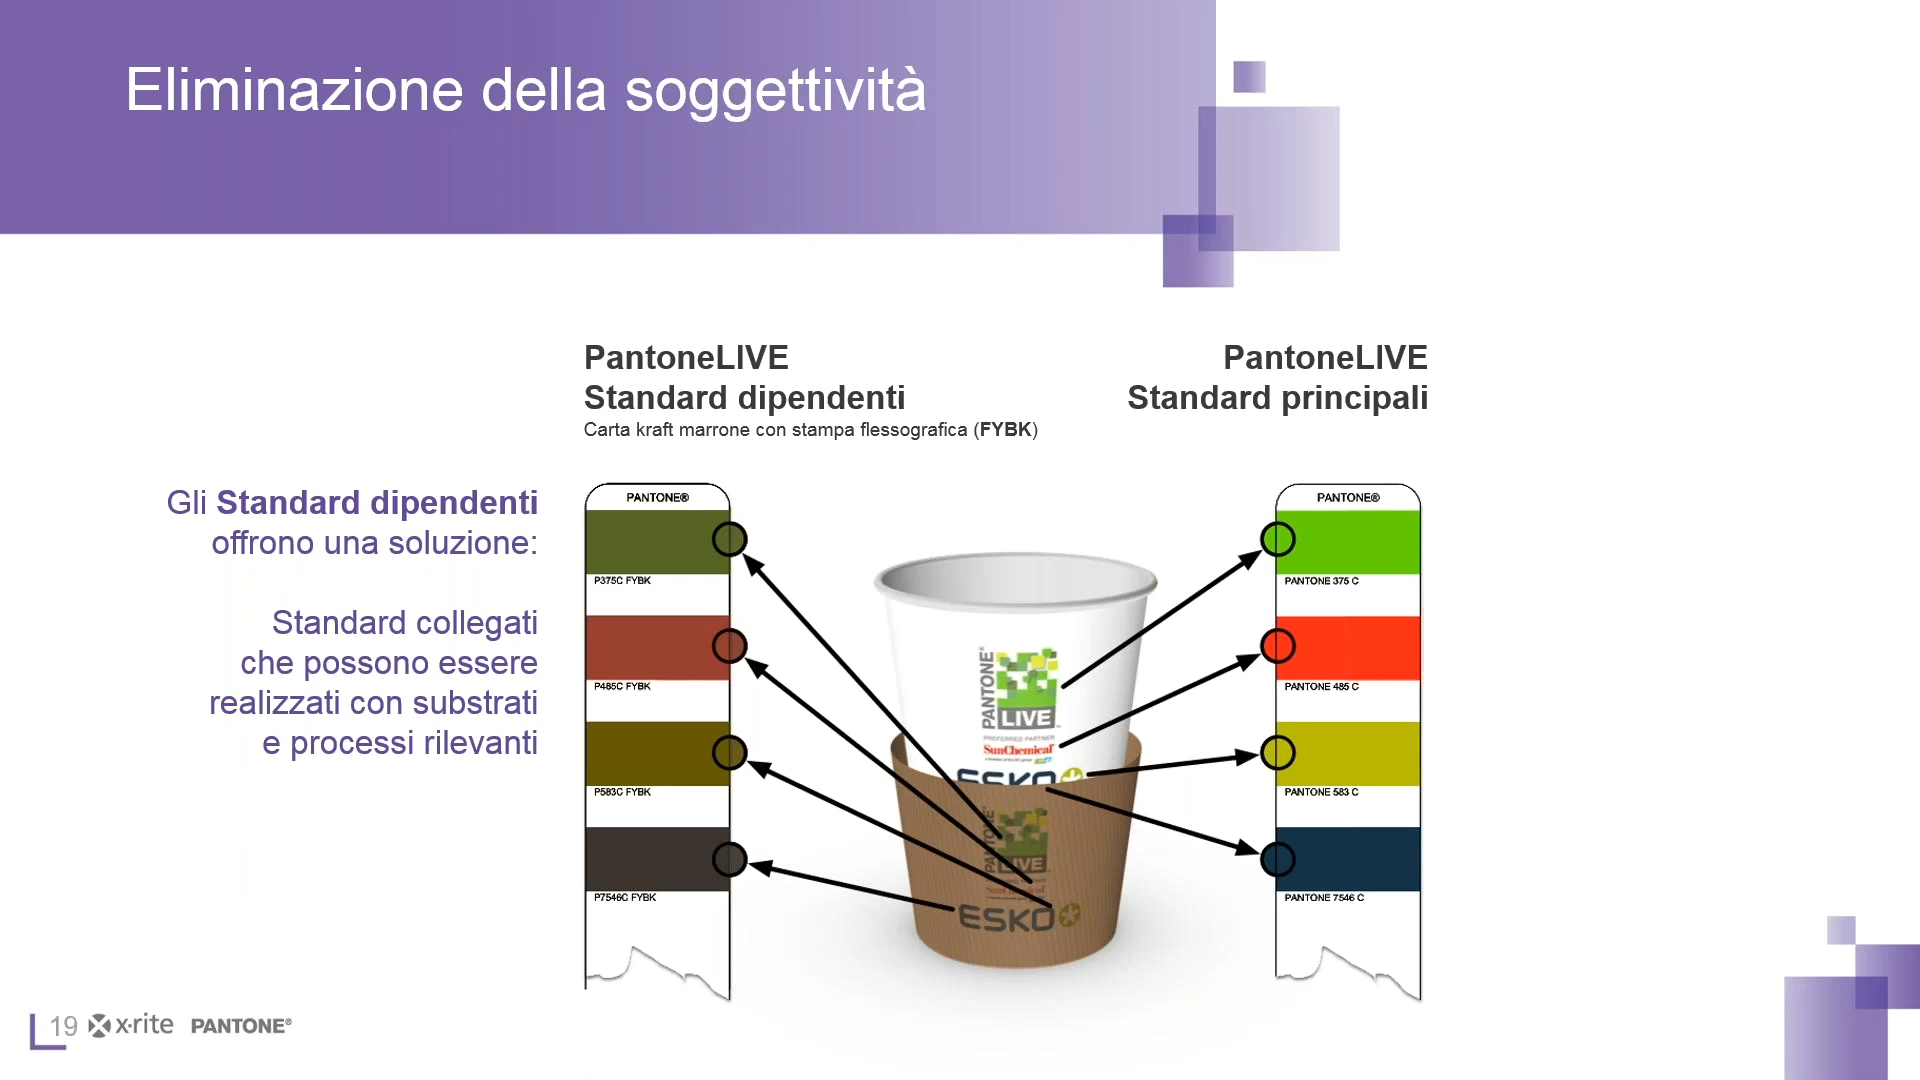 Eliminazione della soggettività
PantoneLIVE
Standard dipendenti
Carta kraft marrone con stampa flessografica (FYBK)
PantoneLIVE
Standard principali
Gli Standard dipendenti
offrono una soluzione:
Standard collegati
che possono essere
realizzati con substrati
e processi rilevanti
PANTONE®
P375C FYBK
P485C FYBK
P583C FYBK
P7546C FYBK
PANTONE®
LIVE
PREFERRED PARTNER
SunChemical
ESKO
PANTONE
LIVE
ESKO
PANTONE®
PANTONE 375 C
PANTONE 485 C
PANTONE 583 C
PANTONE 7546 C
19 x·rite PANTONE®